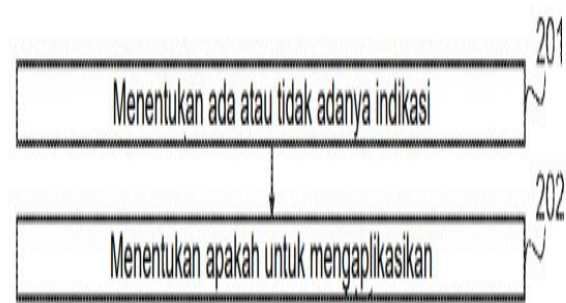 201
Menentukan ada atau tidak adanya indikasi
202
Menentukan apakah untuk mengaplikasikan